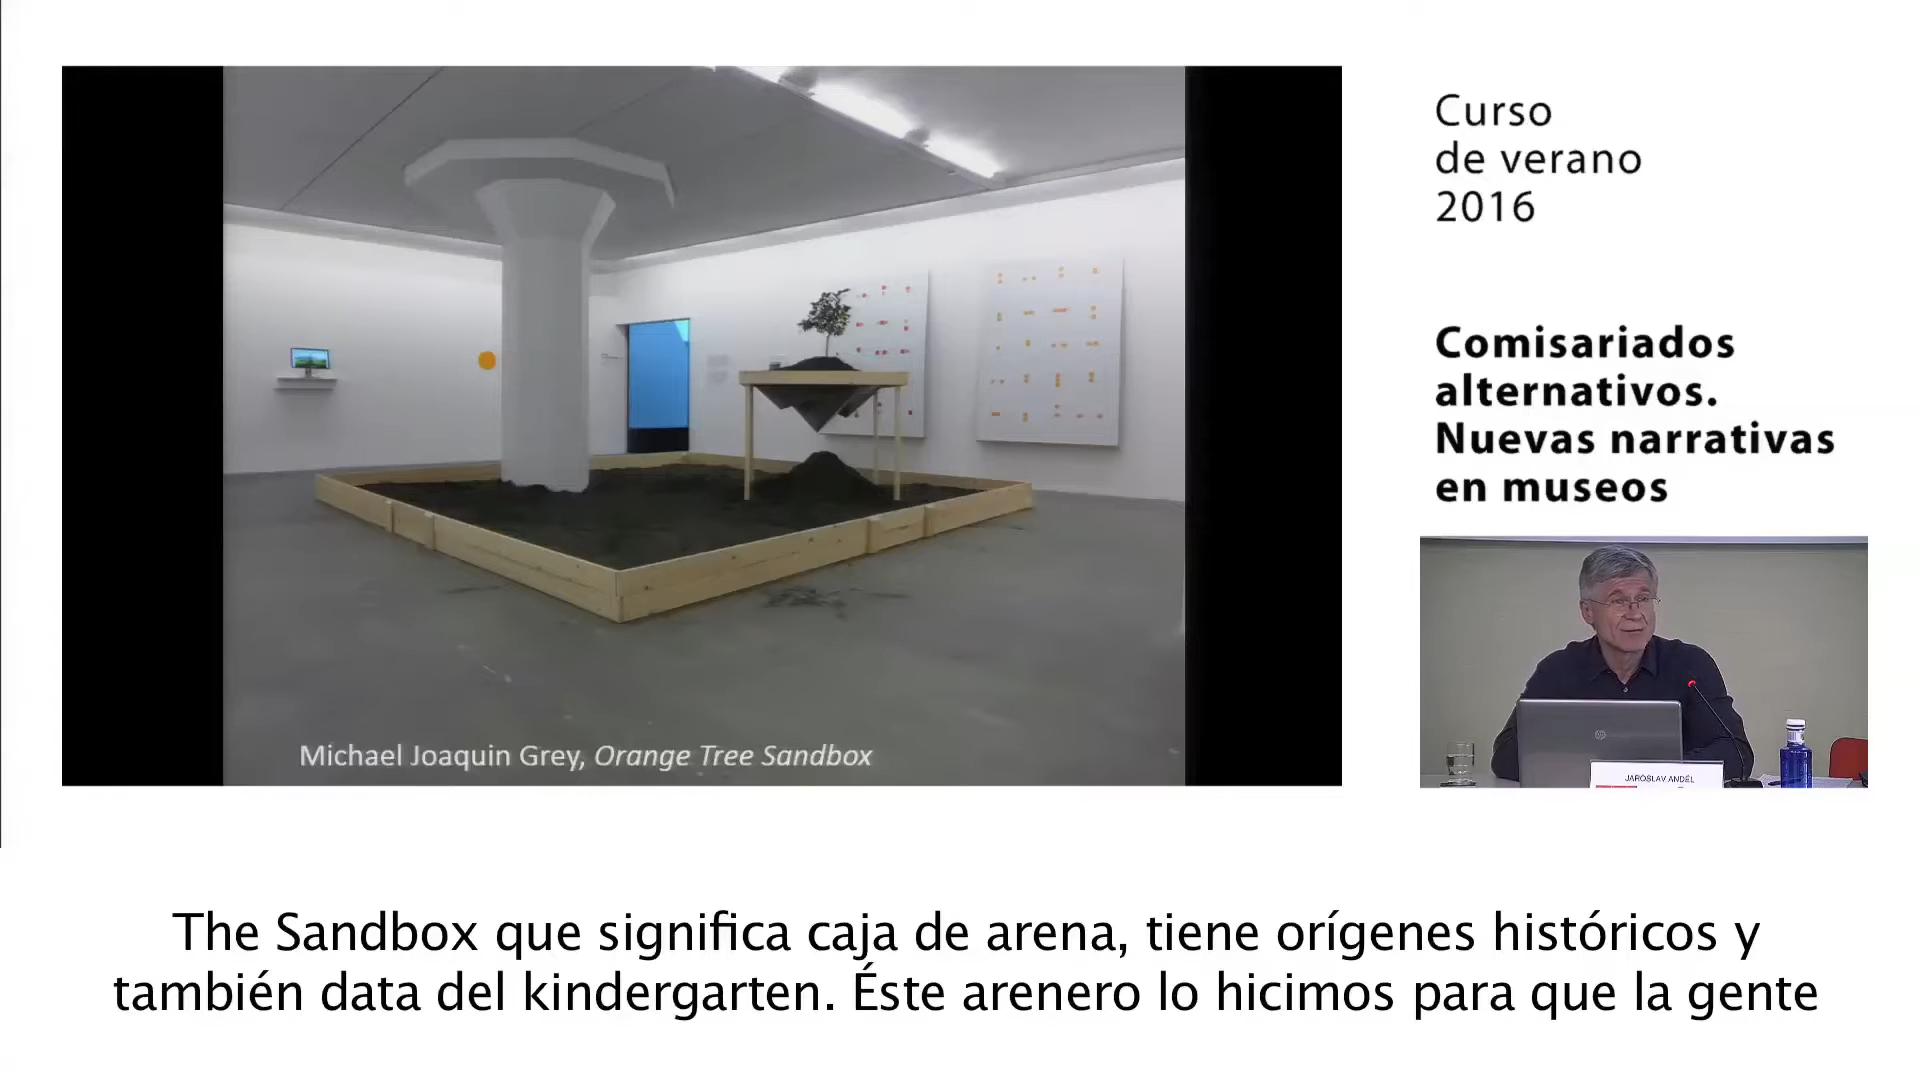 Curso
de verano
2016
Comisariados
alternativos.
Nuevas narrativas
en museos
Michael Joaquin Grey, Orange Tree Sandbox
JAROSLAV ANDĚL
The Sandbox que significa caja de arena, tiene orígenes históricos y
también data del kindergarten. Éste arenero lo hicimos para que la gente